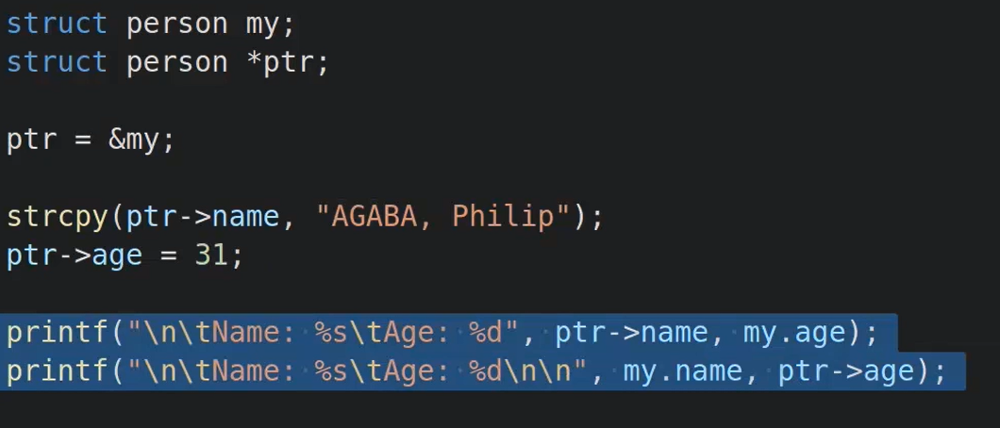 struct person my;
struct person *ptr;
ptr = &my;
strcpy(ptr->name, "AGABA, Philip");
ptr->age = 31;
printf("\n\tName: %s\tAge: %d", ptr->name, my.age);
printf("\n\tName: %s\tAge: %d\n\n", my.name, ptr->age);